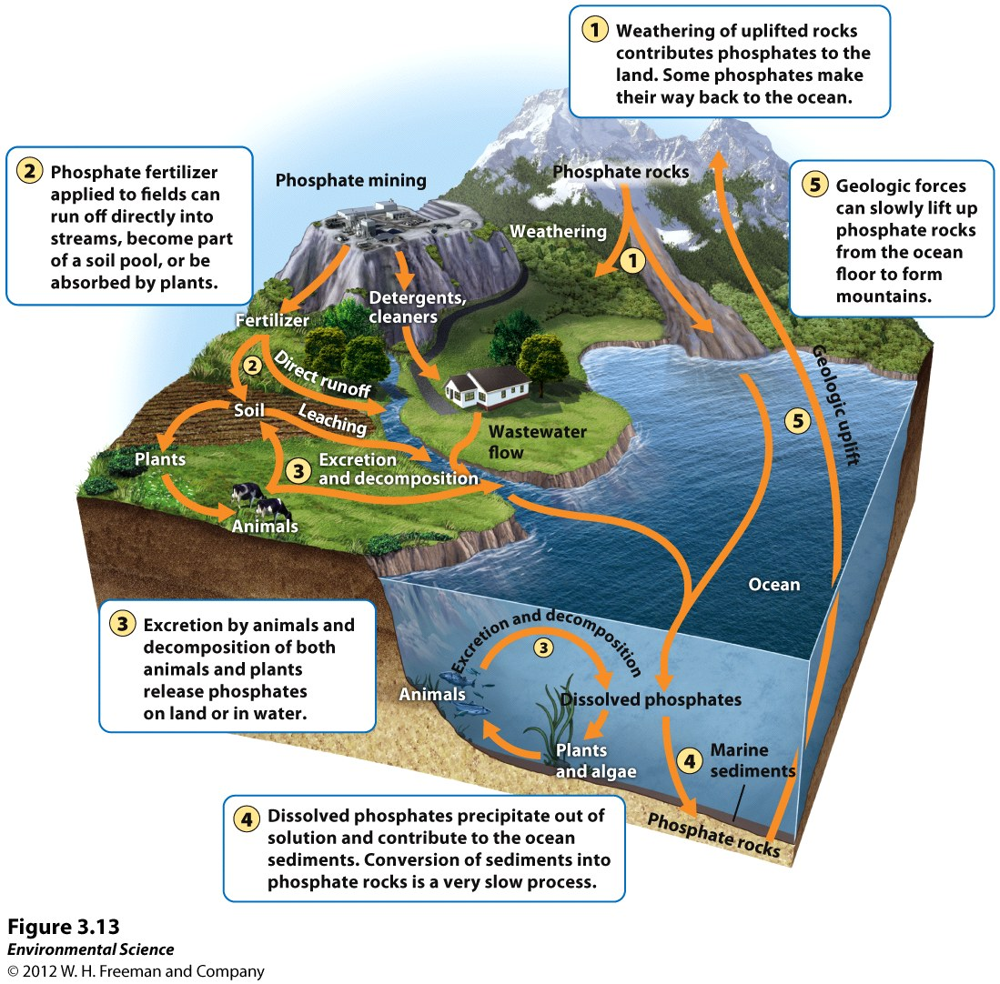 1 Weathering of uplifted rocks
contributes phosphates to the
land. Some phosphates make
their way back to the ocean.
2 Phosphate fertilizer
applied to fields can
run off directly into
streams, become part
of a soil pool, or be
absorbed by plants.
Phosphate mining
Phosphate rocks
5 Geologic forces
can slowly lift up
phosphate rocks
from the ocean
floor to form
mountains.
Weathering
1
Detergents,
cleaners
Fertilizer
2
Direct runoff
Geologic uplift
5
Soil
Leaching
Wastewater
flow
Plants
3 Excretion
and decomposition
Animals
Ocean
3 Excretion by animals and
decomposition of both
animals and plants
release phosphates
on land or in water.
Excretion and decomposition
3
Animals
Dissolved phosphates
Plants
and algae
4
Marine
sediments
Phosphate rocks
4 Dissolved phosphates precipitate out of
solution and contribute to the ocean
sediments. Conversion of sediments into
phosphate rocks is a very slow process.
Figure 3.13
Environmental Science
© 2012 W. H. Freeman and Company